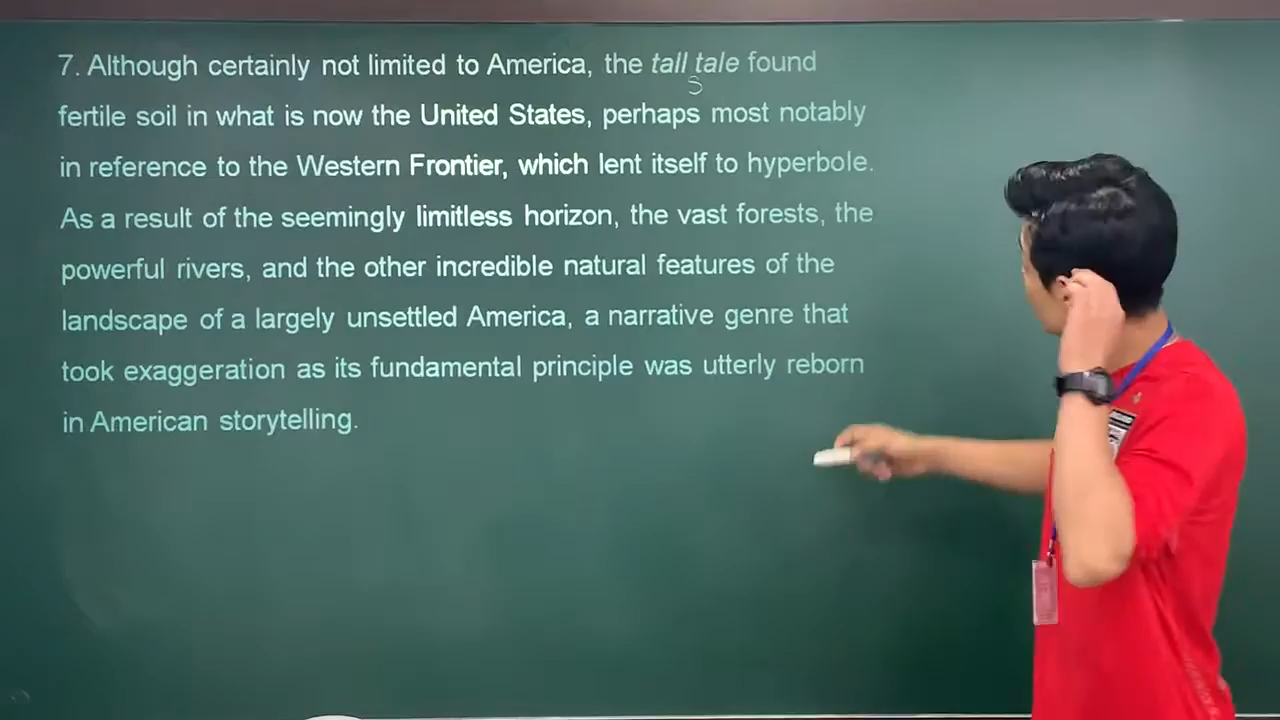 7. Although certainly not limited to America, the tall tale found
S
fertile soil in what is now the United States, perhaps most notably
in reference to the Western Frontier, which lent itself to hyperbole.
As a result of the seemingly limitless horizon, the vast forests, the
powerful rivers, and the other incredible natural features of the
landscape of a largely unsettled America, a narrative genre that
took exaggeration as its fundamental principle was utterly reborn
in American storytelling.